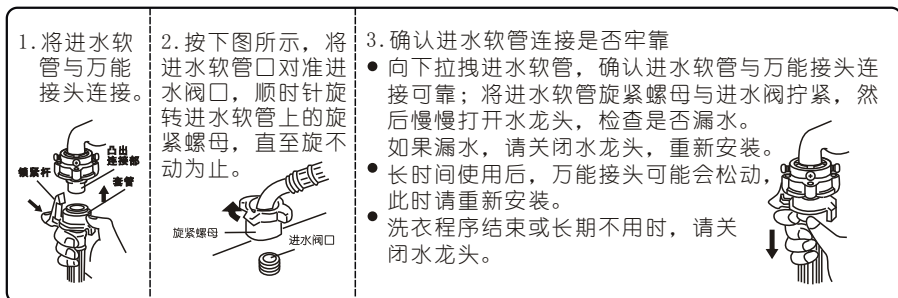 1.将进水软
管与万能
接头连接。
凸出
连接部
锁紧杆
套管
2.按下图所示，将
进水软管口对准进
水阀口，顺时针旋
转进水软管上的旋
紧螺母，直至旋不
动为止。
旋紧螺母
进水阀口
3.确认进水软管连接是否牢靠
● 向下拉拽进水软管，确认进水软管与万能接头连
接可靠；将进水软管旋紧螺母与进水阀拧紧，然
后慢慢打开水龙头，检查是否漏水。
如果漏水，请关闭水龙头，重新安装。
● 长时间使用后，万能接头可能会松动，
此时请重新安装。
● 洗衣程序结束或长期不用时，请关
闭水龙头。